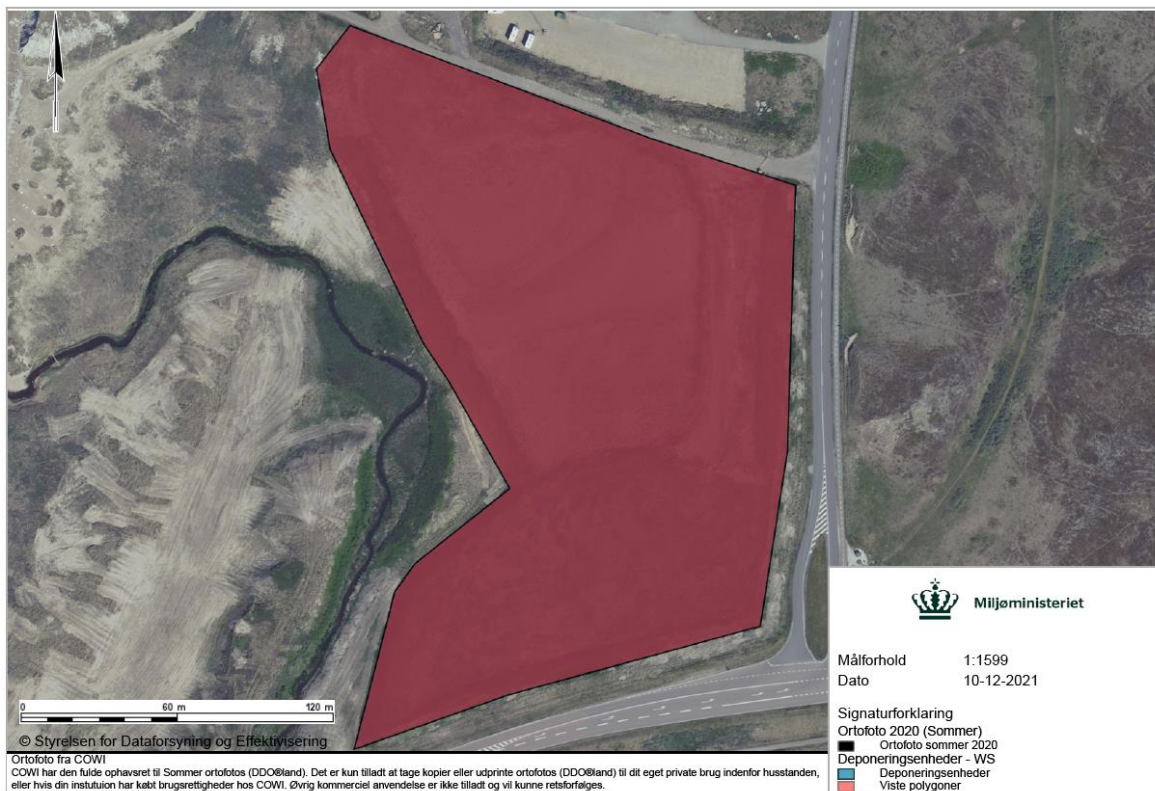 Miljøministeriet
Målforhold 1:1599
Dato 10-12-2021
Signaturforklaring
Ortofoto 2020 (Sommer)
Ortofoto sommer 2020
Deponeringsenheder - WS
Deponeringsenheder
Viste polygoner
0 60 m 120 m
© Styrelsen for Dataforsyning og Effektivisering
Ortofoto fra COWI
COWI har den fulde ophavsret til Sommer ortofotos (DDO®land). Det er kun tilladt at tage kopier eller udprinte ortofotos (DDO®land) til dit eget private brug indenfor husstanden,
eller hvis din instutuion har købt brugsrettigheder hos COWI. Øvrig kommerciel anvendelse er ikke tilladt og vil kunne retsforfølges.